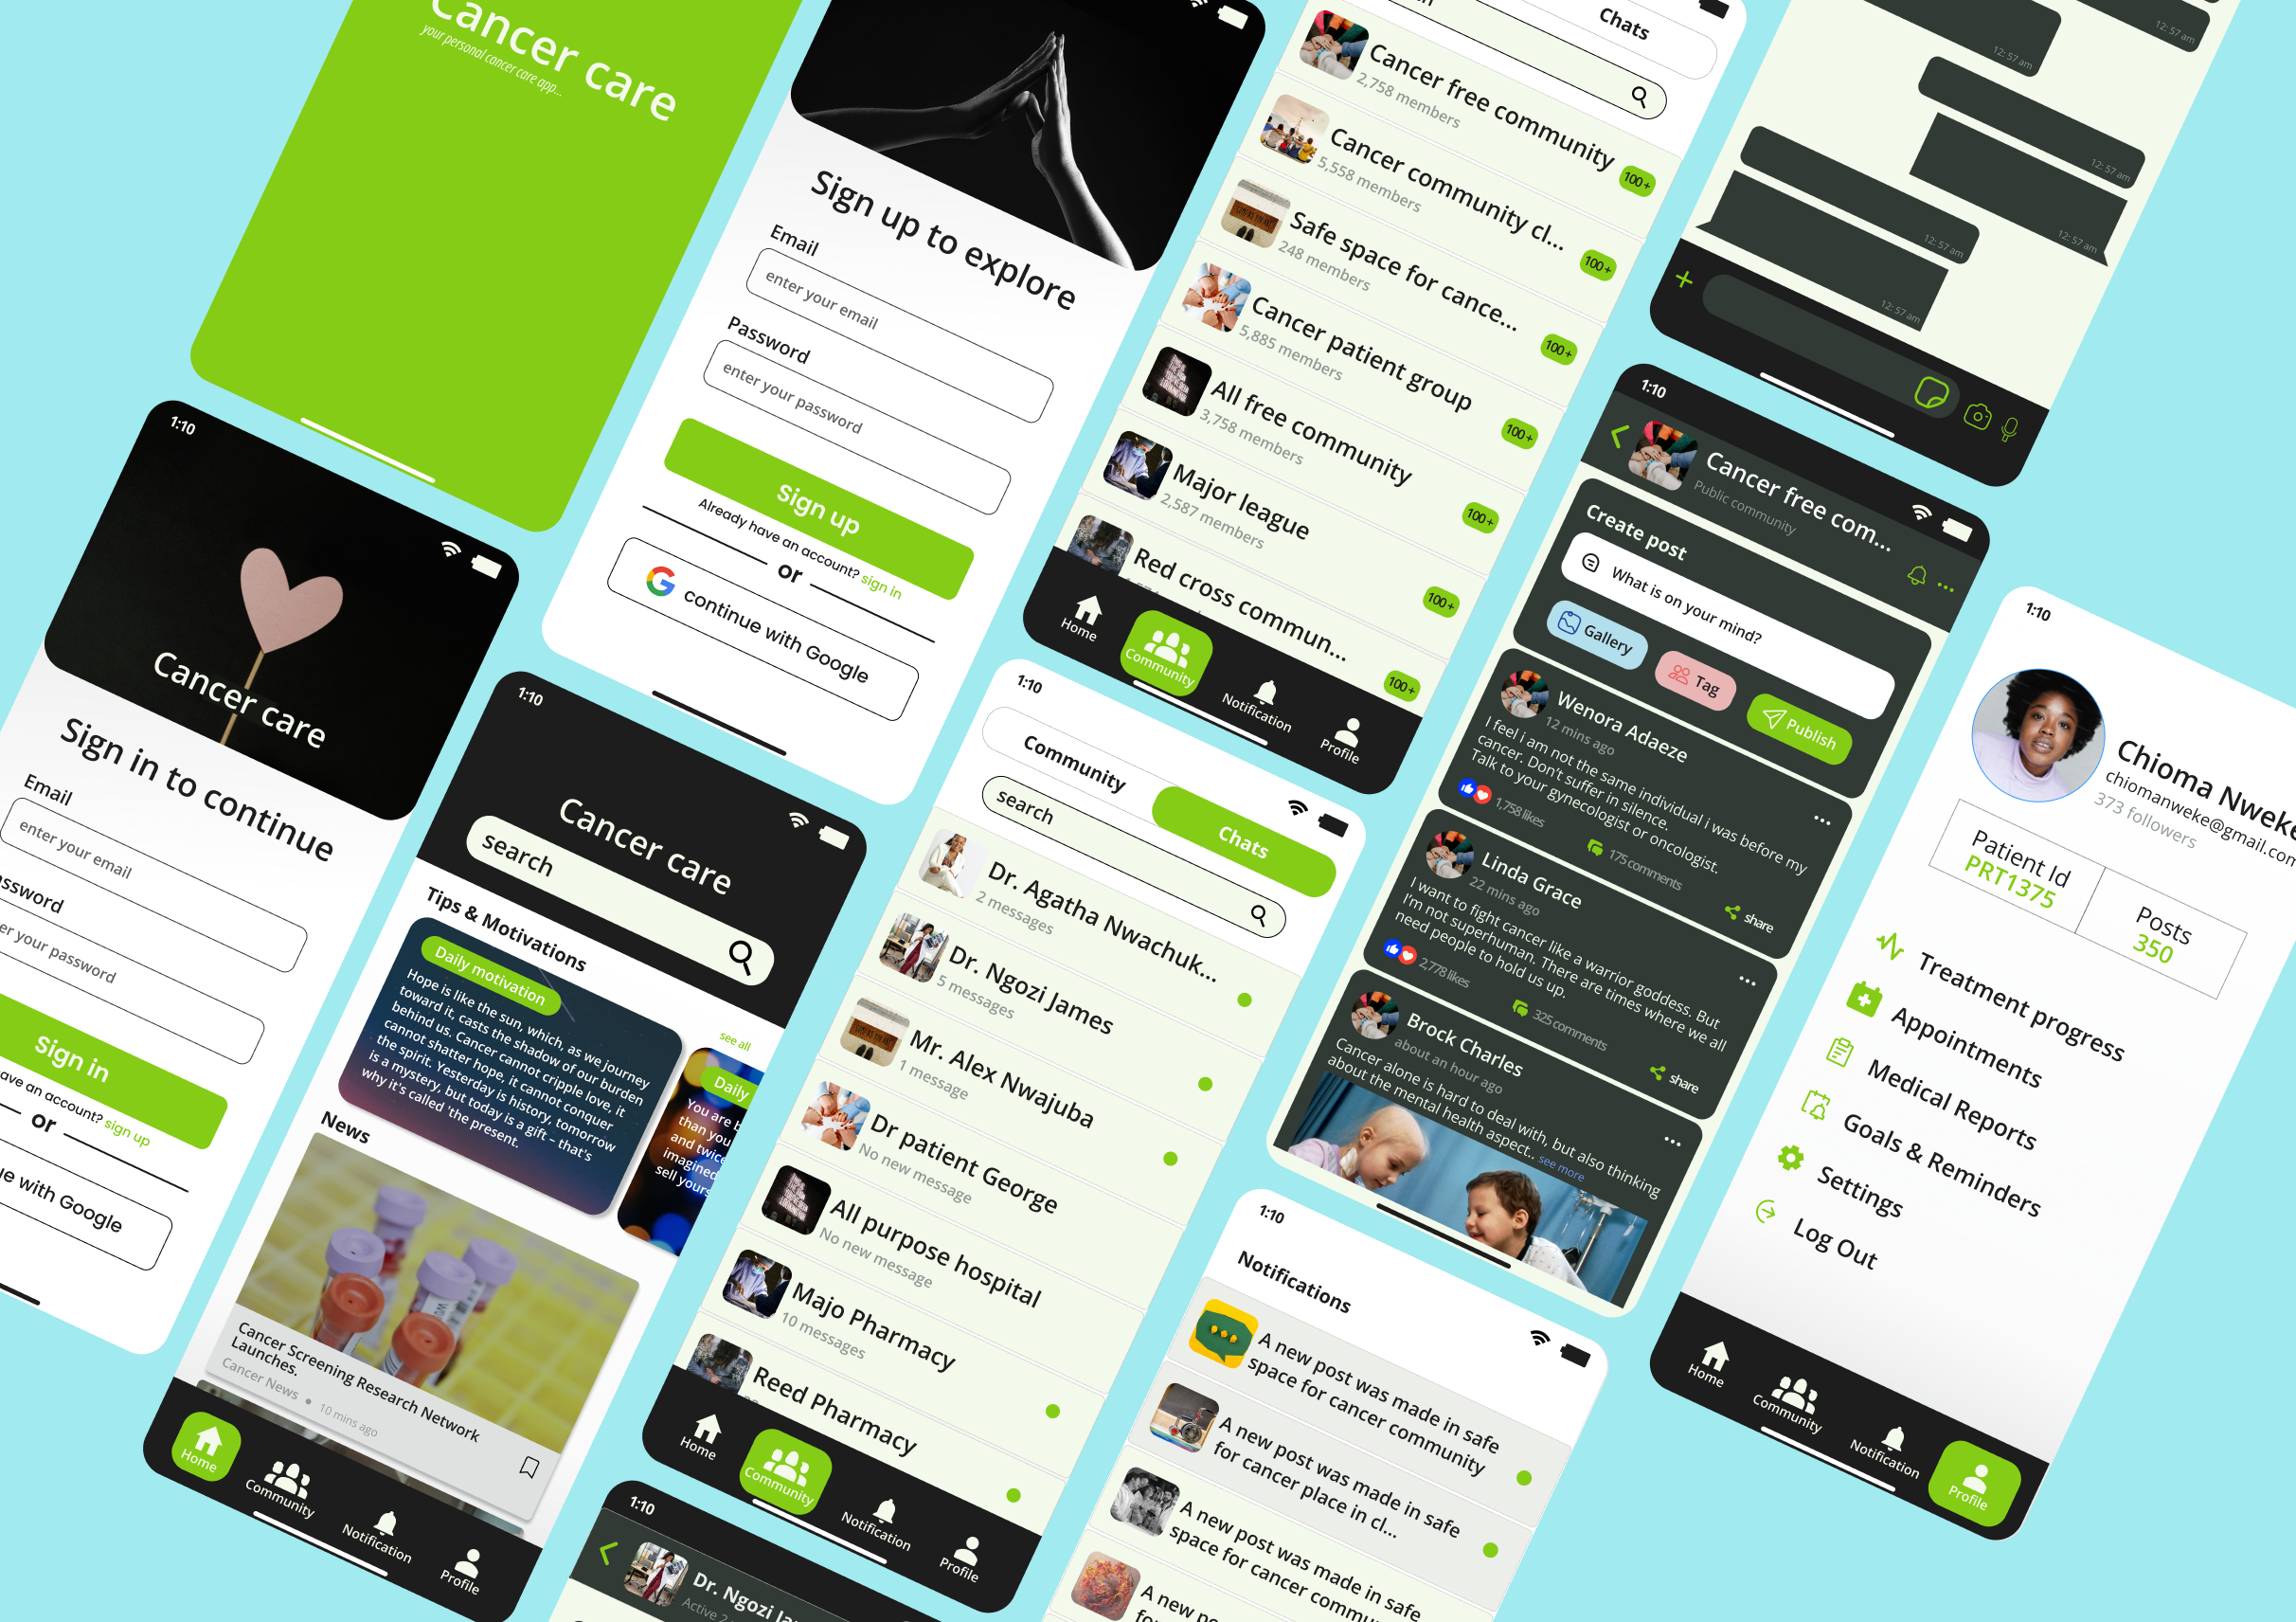 Cancer care
your personal cancer care app...
Sign up to explore
Email
enter your email
Password
enter your password
Sign up
Already have an account? sign in
or
continue with Google
Chats
Cancer free community
2,758 members
100+
Cancer community cl...
5,558 members
100+
Safe space for cance...
248 members
100+
Cancer patient group
5,885 members
100+
All free community
3,758 members
100+
Major league
2,587 members
100+
Red cross commun...
100+
Home
Community
Notification
Profile
12:57 am
12:57 am
12:57 am
12:57 am
12:57 am
12:57 am
1:10
Cancer care
Sign in to continue
Email
enter your email
enter your password
Sign in
account? sign up
or
with Google
1:10
Cancer care
search
Tips & Motivations
see all
Daily motivation
Hope is like the sun, which, as we journey
toward it, casts the shadow of our burden
behind us. Cancer cannot cripple love, it
cannot shatter hope, it cannot conquer
the spirit. Yesterday is history, tomorrow
is a mystery, but today is a gift – that's
why it's called 'the present.
Daily
You are
than you
and twice
imagined
sell yours
News
Cancer Screening Research Network
Launches.
Cancer News • 10 mins ago
Home
Community
Notification
Profile
1:10
Community
Chats
search
Dr. Agatha Nwachuk...
2 messages
Dr. Ngozi James
5 messages
Mr. Alex Nwajuba
1 message
Dr patient George
No new message
All purpose hospital
No new message
Majo Pharmacy
10 messages
Reed Pharmacy
Home
Community
Notification
Profile
1:10
Dr. Ngozi
Active
1:10
Cancer free com...
Public community
Create post
What is on your mind?
Gallery
Tag
Publish
Wenora Adaeze
12 mins ago
I feel i am not the same individual i was before my
cancer. Don't suffer in silence.
Talk to your gynecologist or oncologist.
1,758 likes
175 comments
share
Linda Grace
22 mins ago
I want to fight cancer like a warrior goddess. But
I'm not superhuman. There are times where we all
need people to hold us up.
2,778 likes
325 comments
share
Brock Charles
about an hour ago
Cancer alone is hard to deal with, but also thinking
about the mental health aspect.. see more
1:10
Notifications
A new post was made in safe
space for cancer community
A new post was made in safe
for cancer place in cl...
A new post was made in safe
space for cancer commu
A new
1:10
Chioma Nweke
chiomanweke@gmail.com
373 followers
Patient Id
PRT1375
Posts
350
Treatment progress
Appointments
Medical Reports
Goals & Reminders
Settings
Log Out
Home
Community
Notification
Profile